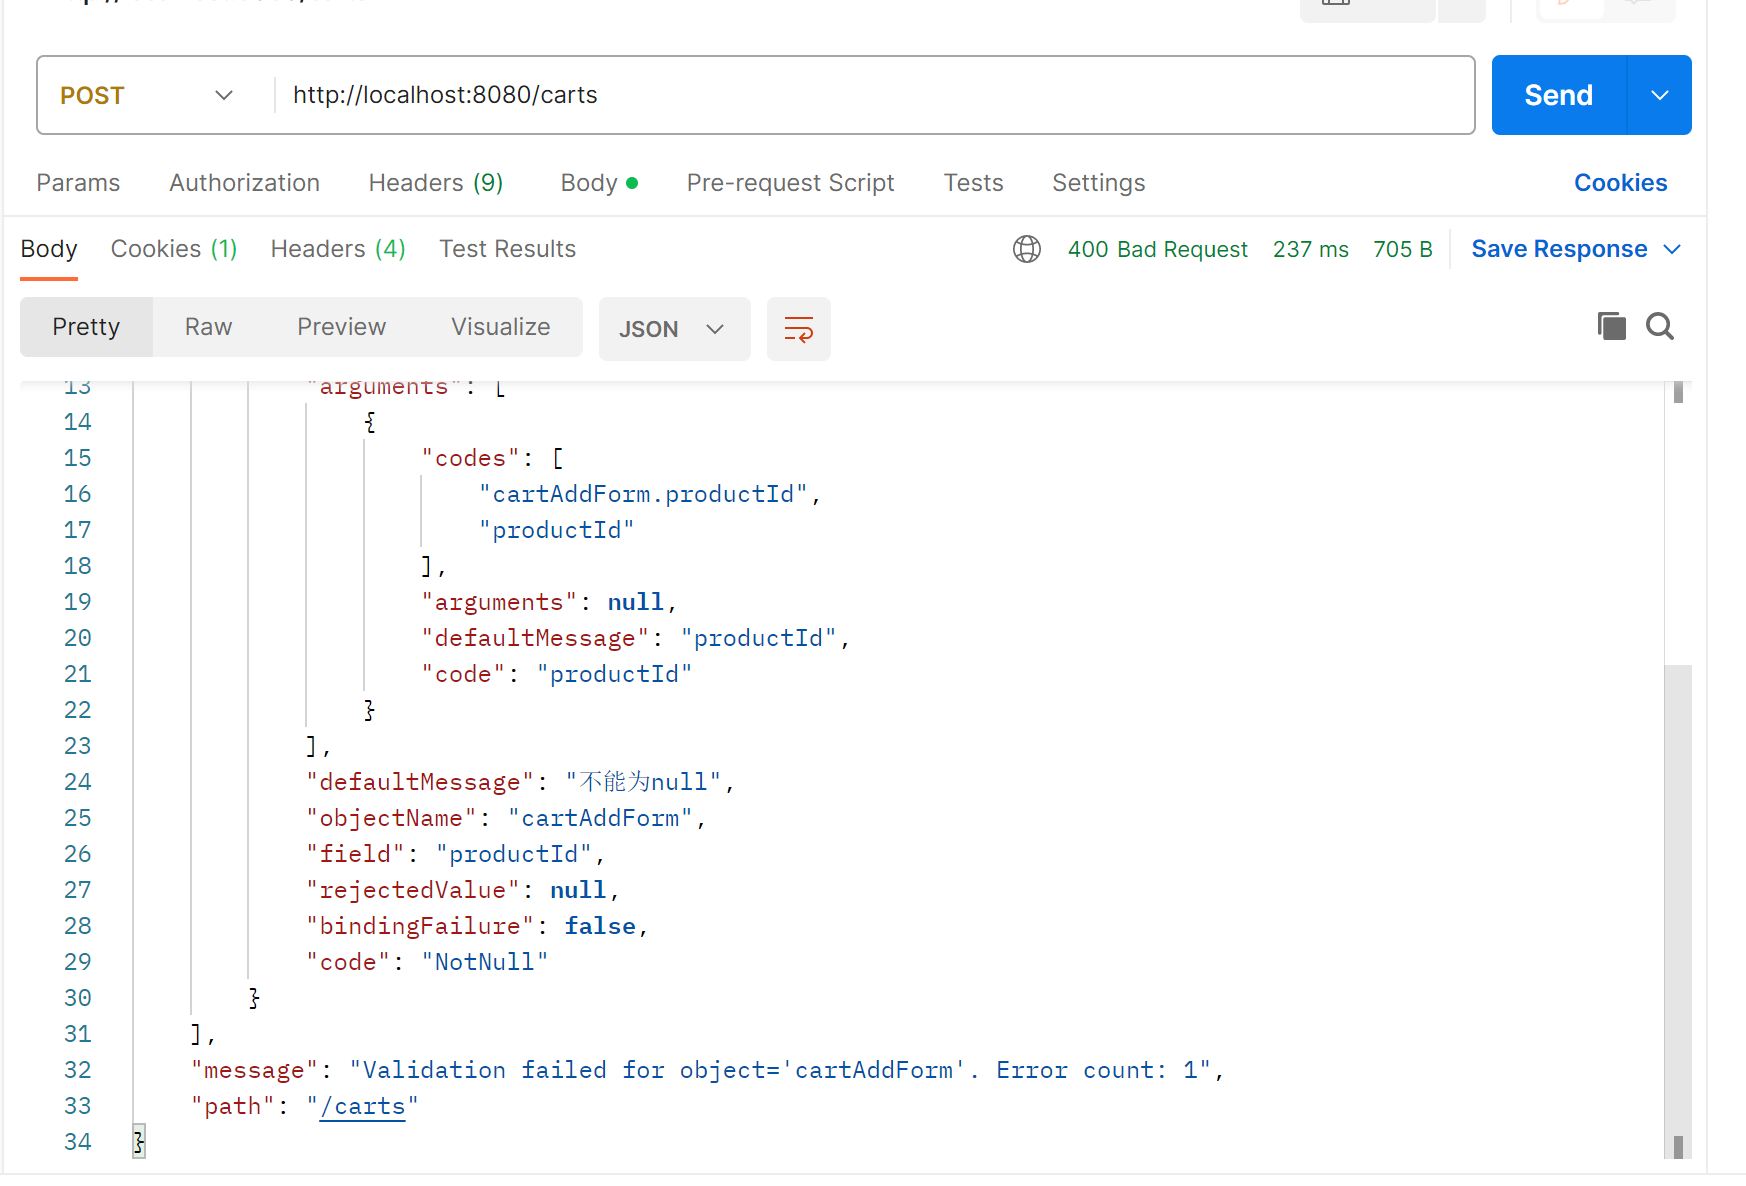 POST http://localhost:8080/carts Send
Params Authorization Headers (9) Body Pre-request Script Tests Settings Cookies
Body Cookies (1) Headers (4) Test Results 400 Bad Request 237 ms 705 B Save Response
Pretty Raw Preview Visualize JSON
13 "arguments": [
14 {
15 "codes": [
16 "cartAddForm.productId",
17 "productId"
18 ],
19 "arguments": null,
20 "defaultMessage": "productId",
21 "code": "productId"
22 }
23 ],
24 "defaultMessage": "不能为null",
25 "objectName": "cartAddForm",
26 "field": "productId",
27 "rejectedValue": null,
28 "bindingFailure": false,
29 "code": "NotNull"
30 }
31 ],
32 "message": "Validation failed for object='cartAddForm'. Error count: 1",
33 "path": "/carts"
34 }